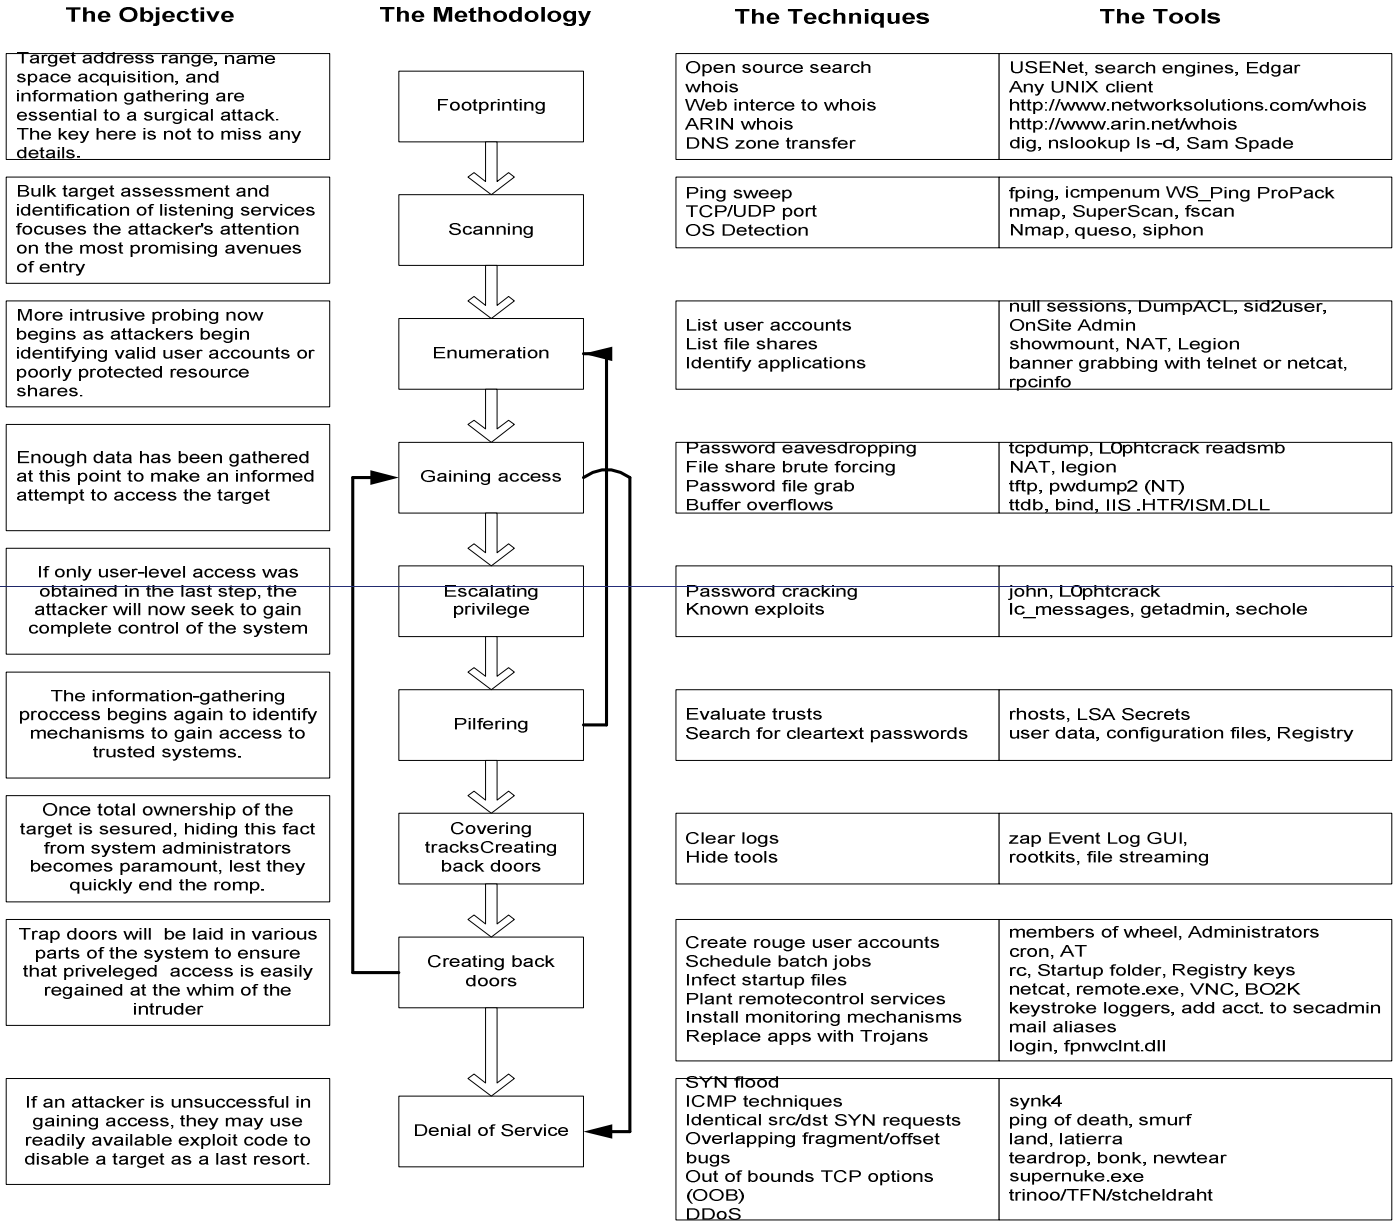 The Objective
The Methodology
The Techniques
The Tools
Target address range, name
space acquisition, and
information gathering are
essential to a surgical attack.
The key here is not to miss any
details.
Footprinting
Open source search
whois
Web interce to whois
ARIN whois
DNS zone transfer
USENet, search engines, Edgar
Any UNIX client
http://www.networksolutions.com/whois
http://www.arin.net/whois
dig, nslookup ls -d, Sam Spade
Bulk target assessment and
identification of listening services
focuses the attacker's attention
on the most promising avenues
of entry
Scanning
Ping sweep
TCP/UDP port
OS Detection
fping, icmpenum WS_Ping ProPack
nmap, SuperScan, fscan
Nmap, queso, siphon
More intrusive probing now
begins as attackers begin
identifying valid user accounts or
poorly protected resource
shares.
Enumeration
List user accounts
List file shares
Identify applications
null sessions, DumpACL, sid2user,
OnSite Admin
showmount, NAT, Legion
banner grabbing with telnet or netcat,
rpcinfo
Enough data has been gathered
at this point to make an informed
attempt to access the target
Gaining access
Password eavesdropping
File share brute forcing
Password file grab
Buffer overflows
tcpdump, L0phtcrack readsmb
NAT, legion
tftp, pwdump2 (NT)
ttdb, bind, IIS .HTR/ISM.DLL
If only user-level access was
obtained in the last step, the
attacker will now seek to gain
complete control of the system
Escalating
privilege
Password cracking
Known exploits
john, L0phtcrack
lc_messages, getadmin, sechole
The information-gathering
proccess begins again to identify
mechanisms to gain access to
trusted systems.
Pilfering
Evaluate trusts
Search for cleartext passwords
rhosts, LSA Secrets
user data, configuration files, Registry
Once total ownership of the
target is sesured, hiding this fact
from system administrators
becomes paramount, lest they
quickly end the romp.
Covering
tracksCreating
back doors
Clear logs
Hide tools
zap Event Log GUI,
rootkits, file streaming
Trap doors will be laid in various
parts of the system to ensure
that priveleged access is easily
regained at the whim of the
intruder
Creating back
doors
Create rouge user accounts
Schedule batch jobs
Infect startup files
Plant remotecontrol services
Install monitoring mechanisms
Replace apps with Trojans
members of wheel, Administrators
cron, AT
rc, Startup folder, Registry keys
netcat, remote.exe, VNC, BO2K
keystroke loggers, add acct. to secadmin
mail aliases
login, fpnwclnt.dll
If an attacker is unsuccessful in
gaining access, they may use
readily available exploit code to
disable a target as a last resort.
Denial of Service
SYN flood
ICMP techniques
Identical src/dst SYN requests
Overlapping fragment/offset
bugs
Out of bounds TCP options
(OOB)
DDoS
synk4
ping of death, smurf
land, latierra
teardrop, bonk, newtear
supernuke.exe
trinoo/TFN/stcheldraht